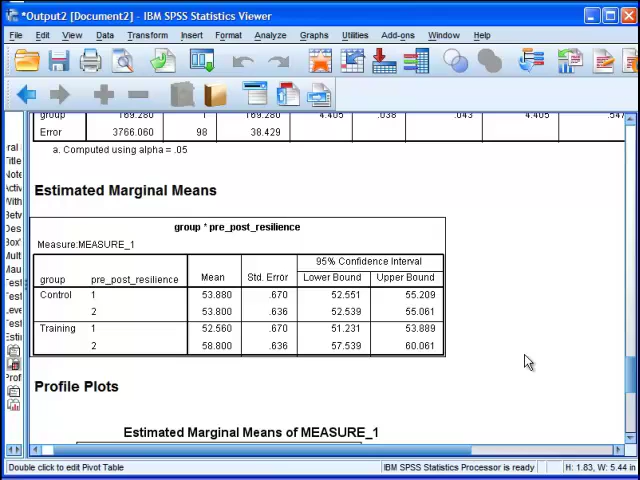 *Output2 [Document2] - IBM SPSS Statistics Viewer
File Edit View Data Transform Insert Format Analyze Graphs Utilities Add-ons Window Help
group 169.280 1 169.280 4.405 .038 .043 4.405 .547
Error 3766.060 98 38.429
a. Computed using alpha = .05
Estimated Marginal Means
group * pre_post_resilience
Measure:MEASURE_1
95% Confidence Interval
group pre_post_resilience Mean Std. Error Lower Bound Upper Bound
Control 1 53.880 .670 52.551 55.209
2 53.800 .636 52.539 55.061
Training 1 52.560 .670 51.231 53.889
2 58.800 .636 57.539 60.061
Profile Plots
Estimated Marginal Means of MEASURE_1
Double click to edit Pivot Table IBM SPSS Statistics Processor is ready H: 1.83, W: 5.44 in